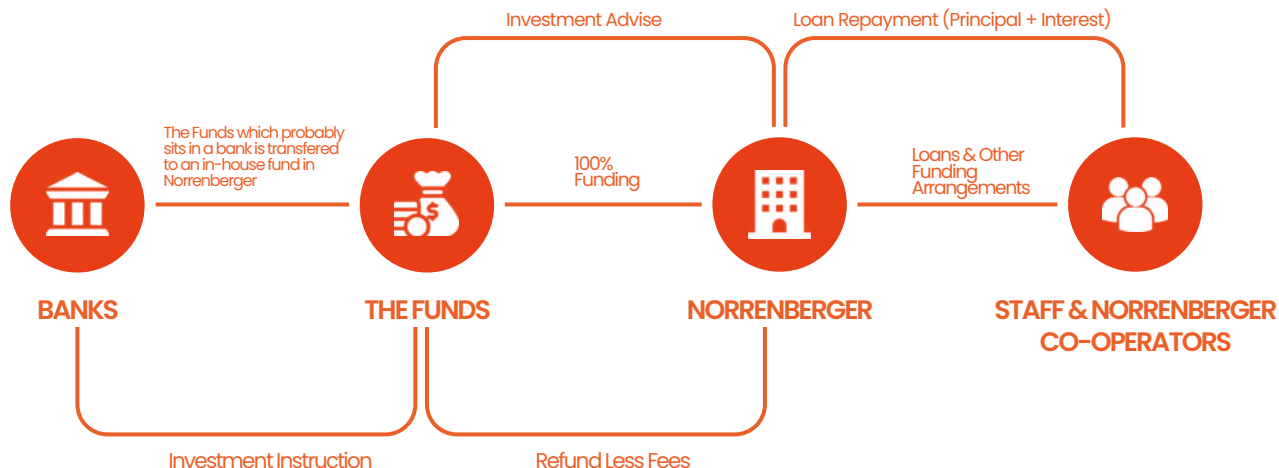 Investment Advise
Loan Repayment (Principal + Interest)
The Funds which probably
sits in a bank is transfered
to an in-house fund in
Norrenberger
100%
Funding
Loans & Other
Funding
Arrangements
$
BANKS
THE FUNDS
NORRENBERGER
STAFF & NORRENBERGER
CO-OPERATORS
Investment Instruction
Refund Less Fees